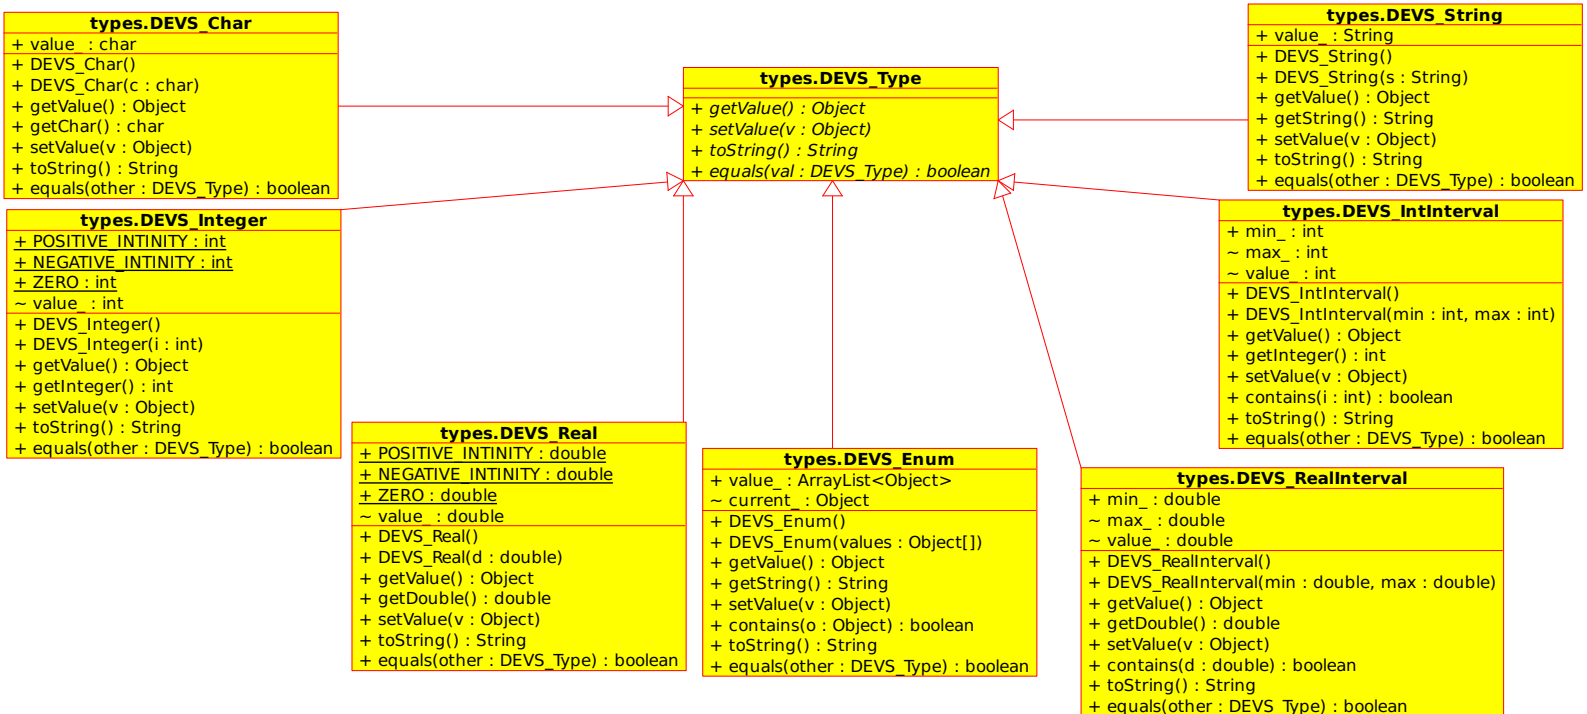 types.DEVS_Char
+ value_ : char
+ DEVS_Char()
+ DEVS_Char(c : char)
+ getValue() : Object
+ getChar() : char
+ setValue(v : Object)
+ toString() : String
+ equals(other : DEVS_Type) : boolean
types.DEVS_Type
+ getValue() : Object
+ setValue(v : Object)
+ toString() : String
+ equals(val : DEVS_Type) : boolean
types.DEVS_String
+ value_ : String
+ DEVS_String()
+ DEVS_String(s : String)
+ getValue() : Object
+ getString() : String
+ setValue(v : Object)
+ toString() : String
+ equals(other : DEVS_Type) : boolean
types.DEVS_Integer
+ POSITIVE_INTINITY : int
+ NEGATIVE_INTINITY : int
+ ZERO : int
~ value_ : int
+ DEVS_Integer()
+ DEVS_Integer(i : int)
+ getValue() : Object
+ getInteger() : int
+ setValue(v : Object)
+ toString() : String
+ equals(other : DEVS_Type) : boolean
types.DEVS_IntInterval
+ min_ : int
~ max_ : int
~ value_ : int
+ DEVS_IntInterval()
+ DEVS_IntInterval(min : int, max : int)
+ getValue() : Object
+ getInteger() : int
+ setValue(v : Object)
+ contains(i : int) : boolean
+ toString() : String
+ equals(other : DEVS_Type) : boolean
types.DEVS_Real
+ POSITIVE_INTINITY : double
+ NEGATIVE_INTINITY : double
+ ZERO : double
~ value_ : double
+ DEVS_Real()
+ DEVS_Real(d : double)
+ getValue() : Object
+ getDouble() : double
+ setValue(v : Object)
+ toString() : String
+ equals(other : DEVS_Type) : boolean
types.DEVS_Enum
+ value_ : ArrayList<Object>
~ current_ : Object
+ DEVS_Enum()
+ DEVS_Enum(values : Object[])
+ getValue() : Object
+ getString() : String
+ setValue(v : Object)
+ contains(o : Object) : boolean
+ toString() : String
+ equals(other : DEVS_Type) : boolean
types.DEVS_RealInterval
+ min_ : double
~ max_ : double
~ value_ : double
+ DEVS_RealInterval()
+ DEVS_RealInterval(min : double, max : double)
+ getValue() : Object
+ getDouble() : double
+ setValue(v : Object)
+ contains(d : double) : boolean
+ toString() : String
+ equals(other : DEVS_Type) : boolean